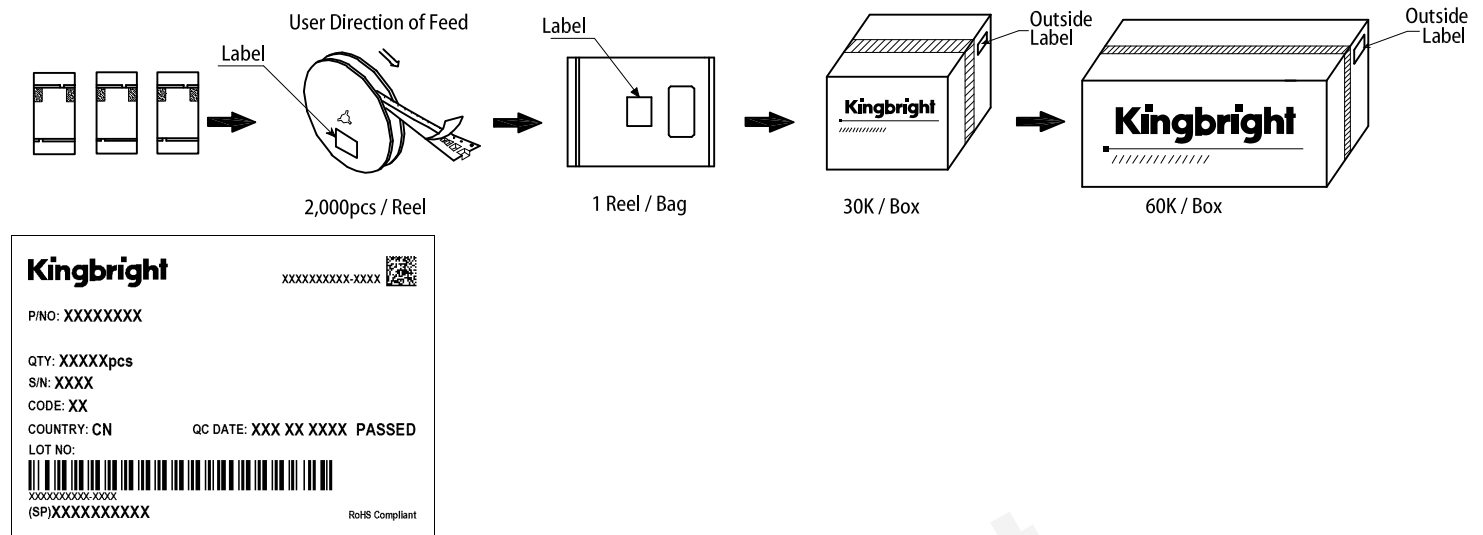 User Direction of Feed
Label
Label
Outside
Label
Outside
Label
Kingbright
Kingbright
2,000pcs / Reel
1 Reel / Bag
30K / Box
60K / Box
Kingbright
XXXXXXXXXX-XXXX
P/NO: XXXXXXXX
QTY: XXXXXpcs
S/N: XXXX
CODE: XX
COUNTRY: CN QC DATE: XXX XX XXXX PASSED
LOT NO:
XXXXXXXXXX-XXXX
(SP)XXXXXXXXXX RoHS Compliant